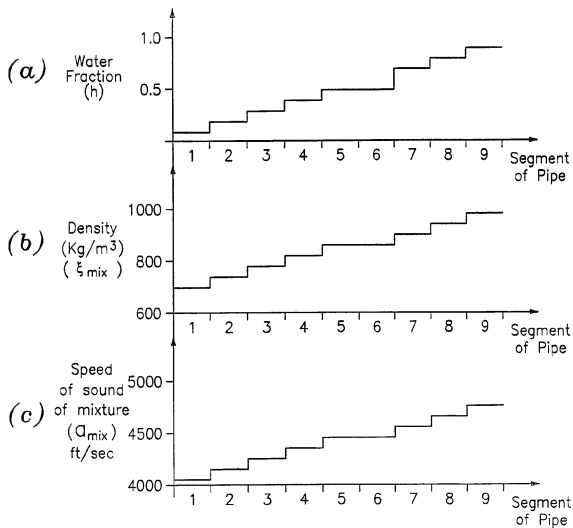 (a)
Water
Fraction
(h)
1.0
0.5
1 2 3 4 5 6 7 8 9
Segment
of Pipe
(b)
Density
(Kg/m³)
( ξmix )
1000
800
600
1 2 3 4 5 6 7 8 9
Segment
of Pipe
(c)
Speed
of sound
of mixture
(amix)
ft/sec
5000
4500
4000
1 2 3 4 5 6 7 8 9
Segment
of Pipe